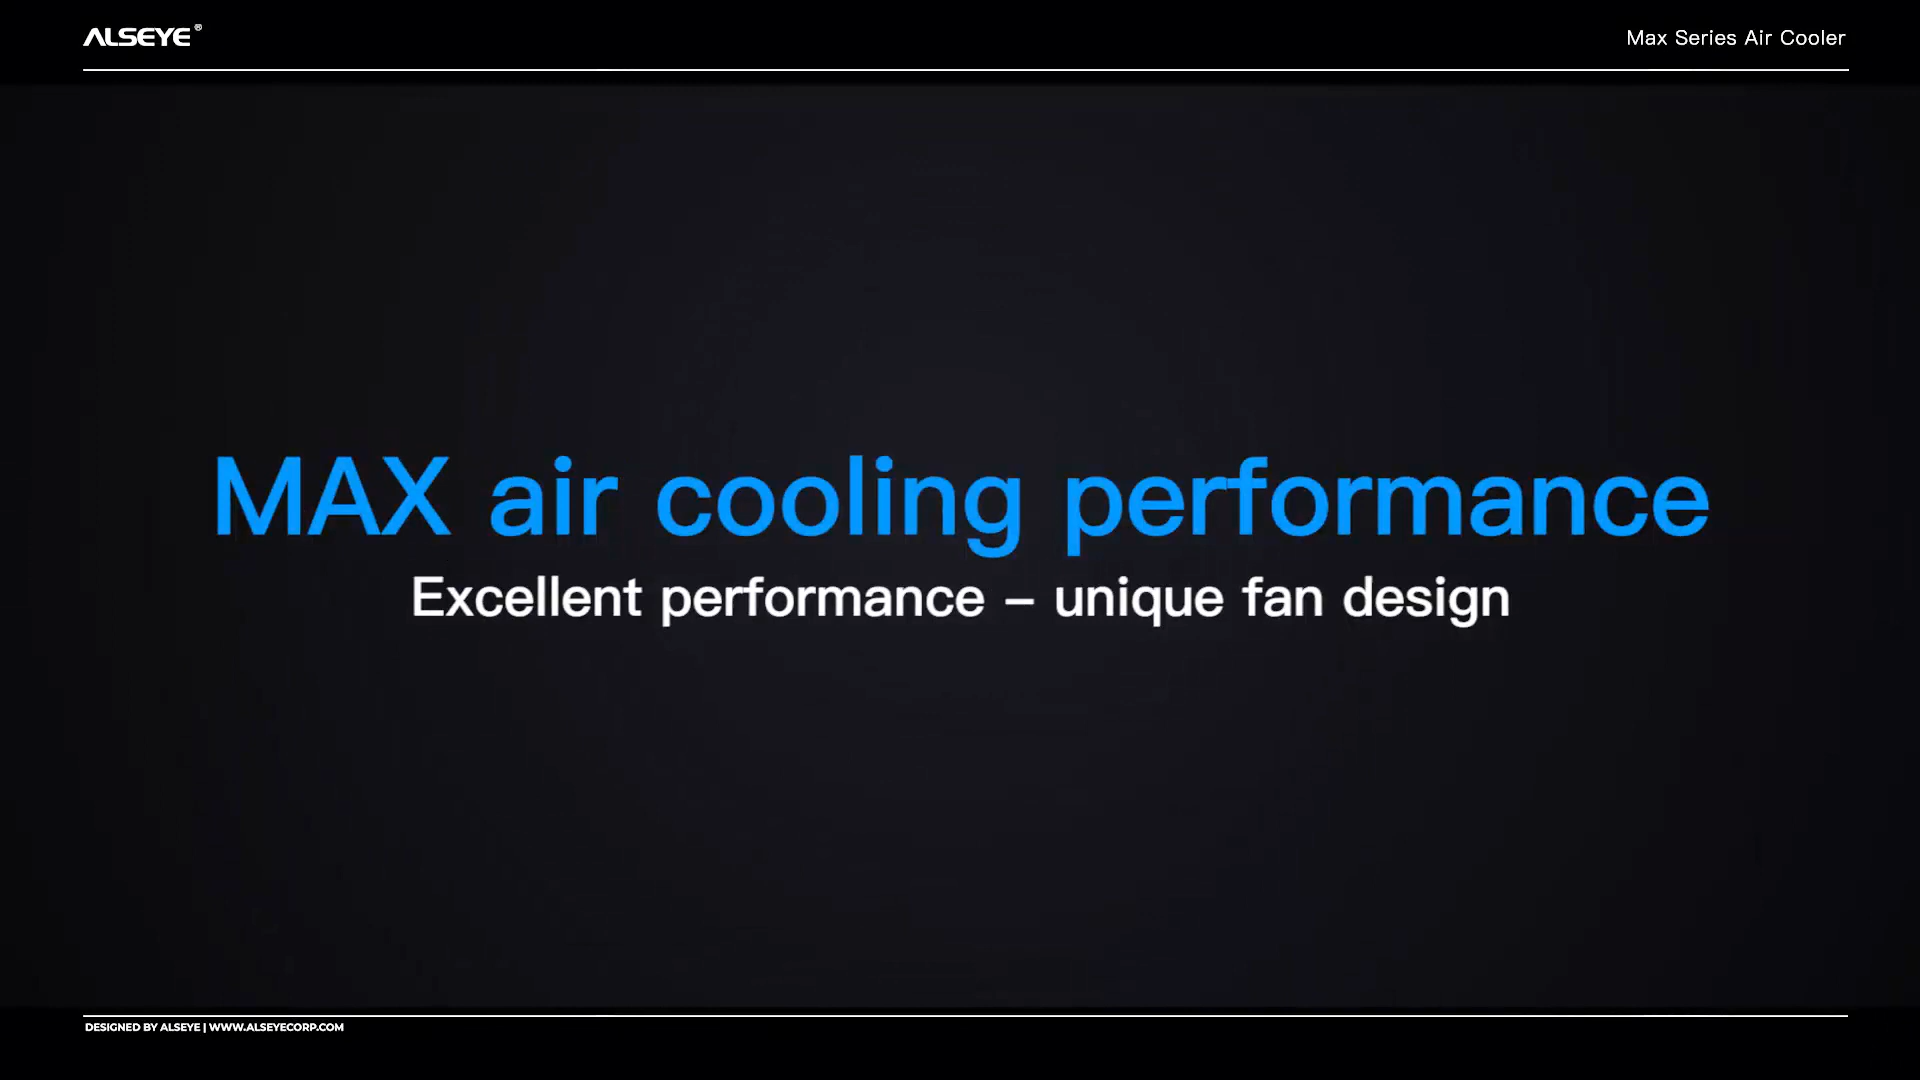 ALSEYE®
Max Series Air Cooler
MAX air cooling performance
Excellent performance – unique fan design
DESIGNED BY ALSEYE | WWW.ALSEYECORP.COM